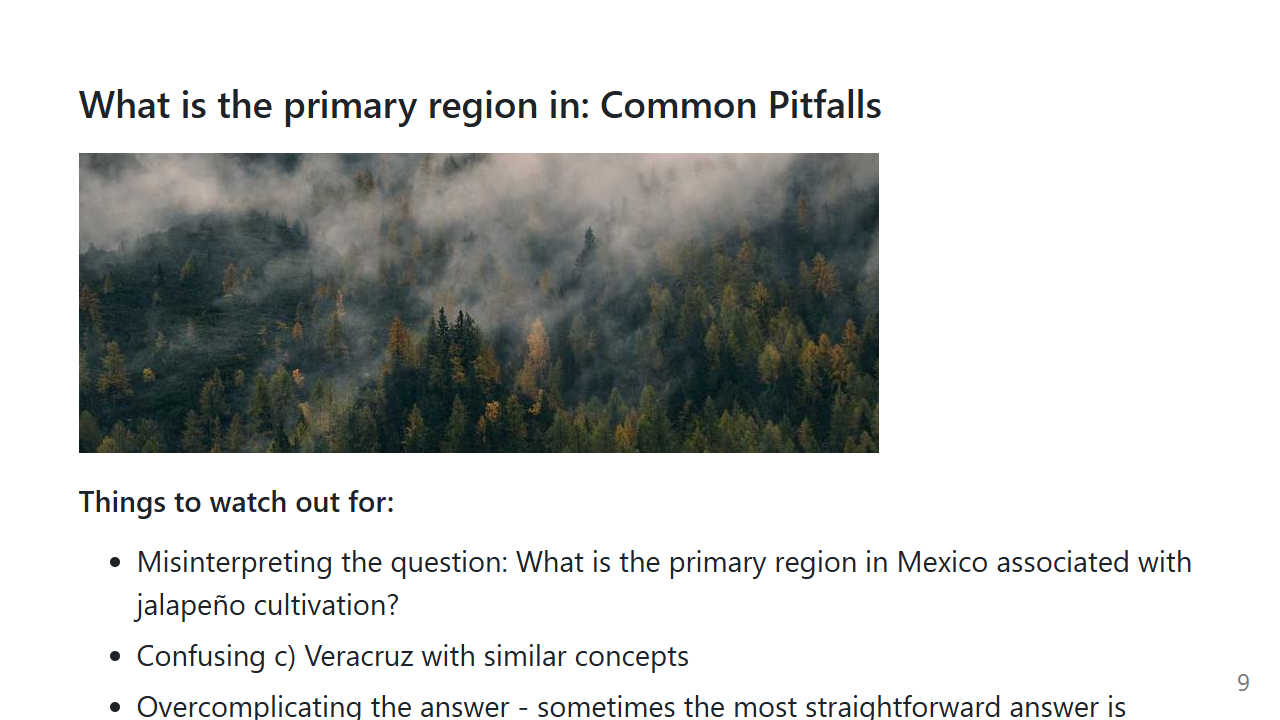 What is the primary region in: Common Pitfalls
Things to watch out for:
• Misinterpreting the question: What is the primary region in Mexico associated with
jalapeño cultivation?
• Confusing c) Veracruz with similar concepts
• Overcomplicating the answer - sometimes the most straightforward answer is
9